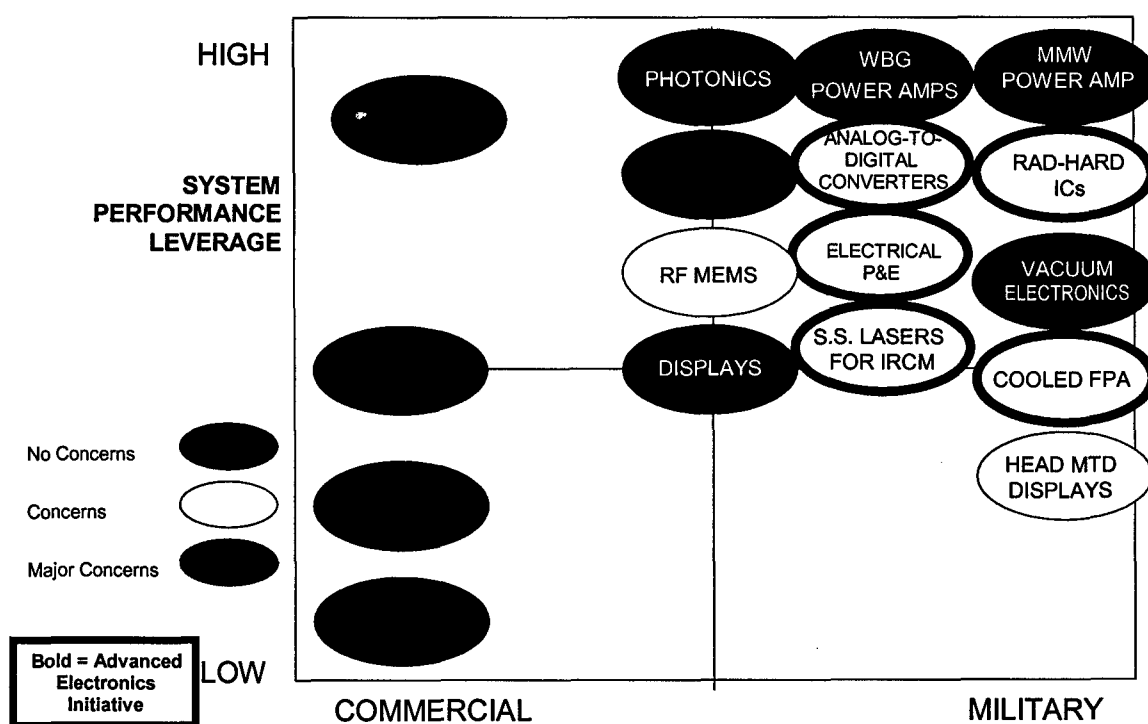 HIGH
SYSTEM
PERFORMANCE
LEVERAGE
PHOTONICS
WBG
POWER AMPS
MMW
POWER AMP
ANALOG-TO-
DIGITAL
CONVERTERS
RAD-HARD
ICs
RF MEMS
ELECTRICAL
P&E
VACUUM
ELECTRONICS
DISPLAYS
S.S. LASERS
FOR IRCM
COOLED FPA
HEAD MTD
DISPLAYS
No Concerns
Concerns
Major Concerns
Bold = Advanced
Electronics
Initiative
LOW
COMMERCIAL
MILITARY